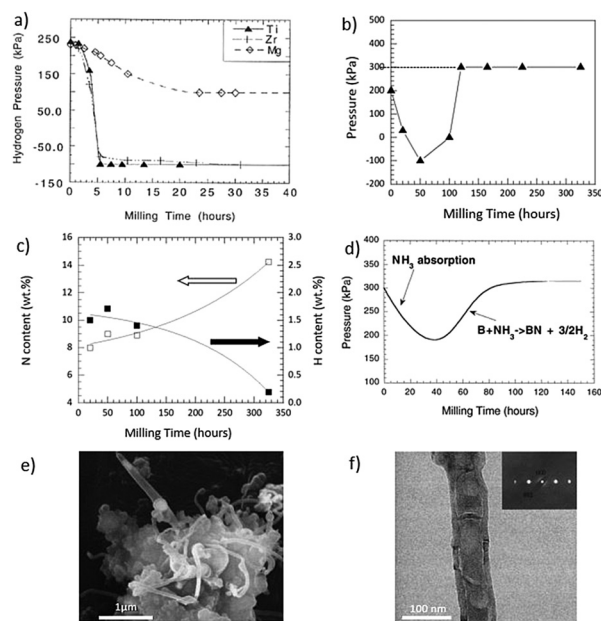 a)
Ti
Zr
Mg
Hydrogen Pressure (kPa)
250
150
50.0
-50.0
-150
0 5 10 15 20 25 30 35 40
Milling Time (hours)
b)
Pressure (kPa)
500
400
300
200
100
0
-100
-200
0 50 100 150 200 250 300 350
Milling Time (hours)
c)
N content (wt.%)
16
14
12
10
8
6
4
H content (wt.%)
3.0
2.5
2.0
1.5
1.0
0.5
0.0
0 50 100 150 200 250 300 350
Milling Time (hours)
d)
Pressure (kPa)
400
350
300
250
200
150
100
NH3 absorption
B+NH3->BN + 3/2H2
0 20 40 60 80 100 120 140 160
Milling Time (hours)
e)
1μm
f)
100 nm